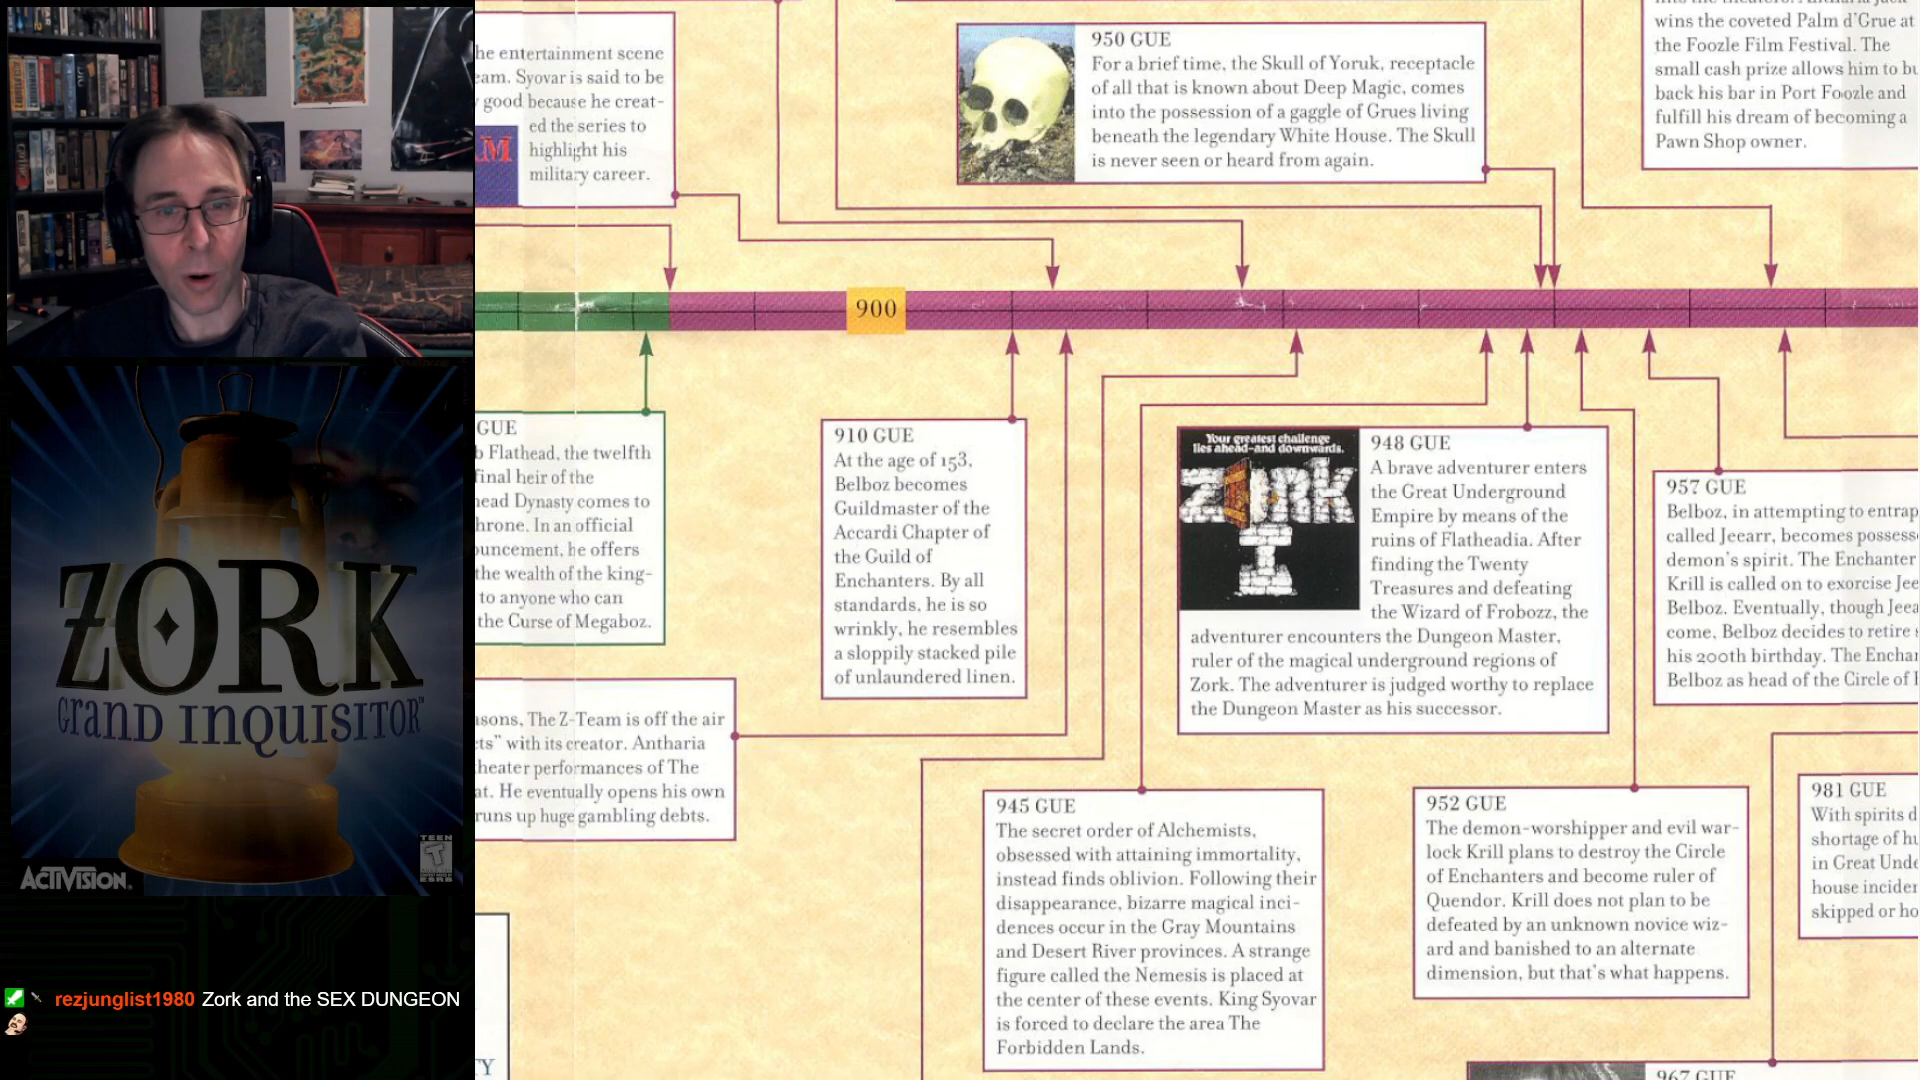 he entertainment scene
eam. Syovar is said to be
good because he creat-
ed the series to
highlight his
military career.
M
950 GUE
For a brief time, the Skull of Yoruk, receptacle
of all that is known about Deep Magic, comes
into the possession of a gaggle of Grues living
beneath the legendary White House. The Skull
is never seen or heard from again.
wins the coveted Palm d'Grue at
the Foozle Film Festival. The
small cash prize allows him to bu
back his bar in Port Foozle and
fulfill his dream of becoming a
Pawn Shop owner.
900
GUE
b Flathead, the twelfth
final heir of the
head Dynasty comes to
hrone. In an official
ouncement, he offers
the wealth of the king-
to anyone who can
the Curse of Megaboz.
910 GUE
At the age of 153,
Belboz becomes
Guildmaster of the
Accardi Chapter of
the Guild of
Enchanters. By all
standards, he is so
wrinkly, he resembles
a sloppily stacked pile
of unlaundered linen.
Your greatest challenge
lies ahead-and downwards.
ZORK
I
948 GUE
A brave adventurer enters
the Great Underground
Empire by means of the
ruins of Flatheadia. After
finding the Twenty
Treasures and defeating
the Wizard of Frobozz, the
adventurer encounters the Dungeon Master,
ruler of the magical underground regions of
Zork. The adventurer is judged worthy to replace
the Dungeon Master as his successor.
957 GUE
Belboz, in attempting to entrap
called Jeearr, becomes possess
demon's spirit. The Enchanter
Krill is called on to exorcise Jee
Belboz. Eventually, though Jeea
come, Belboz decides to retire
his 200th birthday. The Enchan
Belboz as head of the Circle of
asons, The Z-Team is off the air
cts" with its creator. Antharia
heater performances of The
at. He eventually opens his own
runs up huge gambling debts.
945 GUE
The secret order of Alchemists,
obsessed with attaining immortality,
instead finds oblivion. Following their
disappearance, bizarre magical inci-
dences occur in the Gray Mountains
and Desert River provinces. A strange
figure called the Nemesis is placed at
the center of these events. King Syovar
is forced to declare the area The
Forbidden Lands.
952 GUE
The demon-worshipper and evil war-
lock Krill plans to destroy the Circle
of Enchanters and become ruler of
Quendor. Krill does not plan to be
defeated by an unknown novice wiz-
ard and banished to an alternate
dimension, but that's what happens.
981 GUE
With spirits d
shortage of hu
in Great Unde
house inciden
skipped or ho
967 GUE
TY
ZORK
GRAND INQUISITOR™
ACTIVISION.
TEEN
T
ESRB
rezjunglist1980 Zork and the SEX DUNGEON